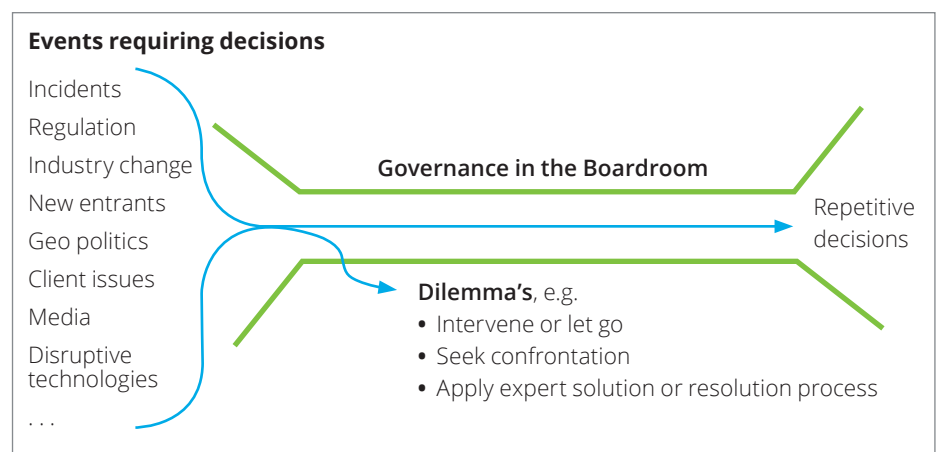 Events requiring decisions
Incidents
Regulation
Industry change
New entrants
Geo politics
Client issues
Media
Disruptive
technologies
. . .
Governance in the Boardroom
Repetitive
decisions
Dilemma's, e.g.
• Intervene or let go
• Seek confrontation
• Apply expert solution or resolution process